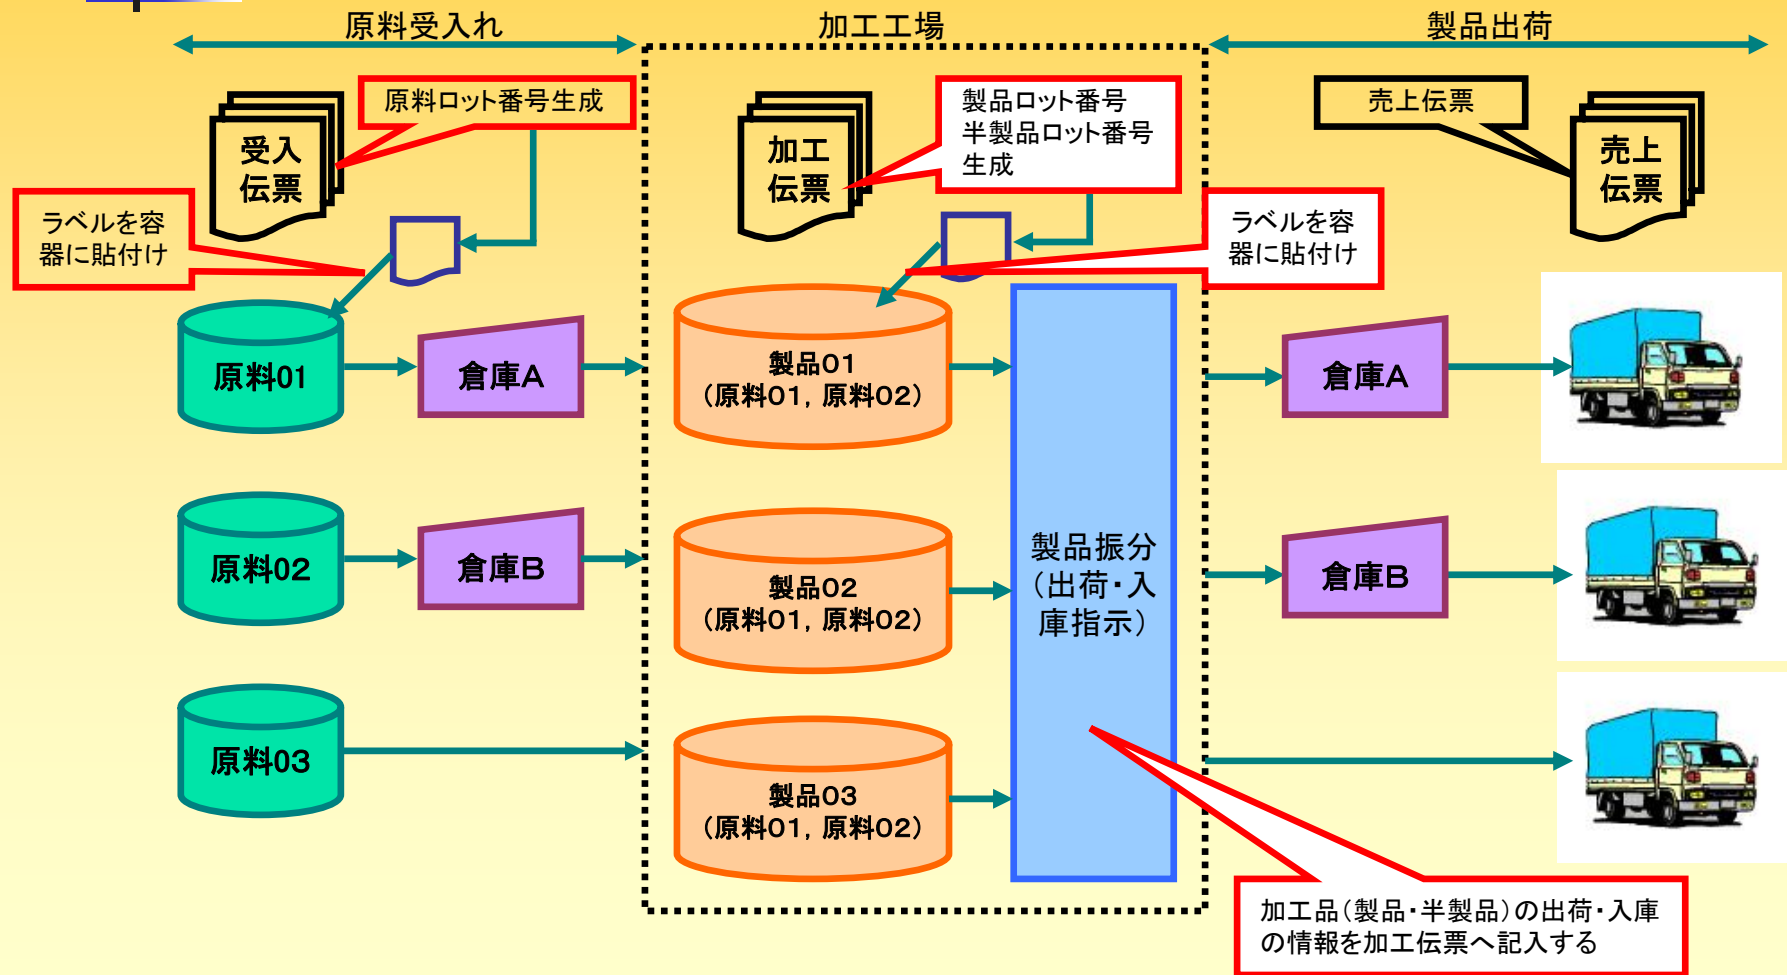 原料受入れ
加工工場
製品出荷
原料ロット番号生成
製品ロット番号
半製品ロット番号
生成
売上伝票
受入
伝票
加工
伝票
売上
伝票
ラベルを容
器に貼付け
ラベルを容
器に貼付け
原料01
倉庫A
製品01
(原料01, 原料02)
倉庫A
原料02
倉庫B
製品02
(原料01, 原料02)
製品振分
(出荷・入
庫指示)
倉庫B
原料03
製品03
(原料01, 原料02)
加工品(製品・半製品)の出荷・入庫
の情報を加工伝票へ記入する